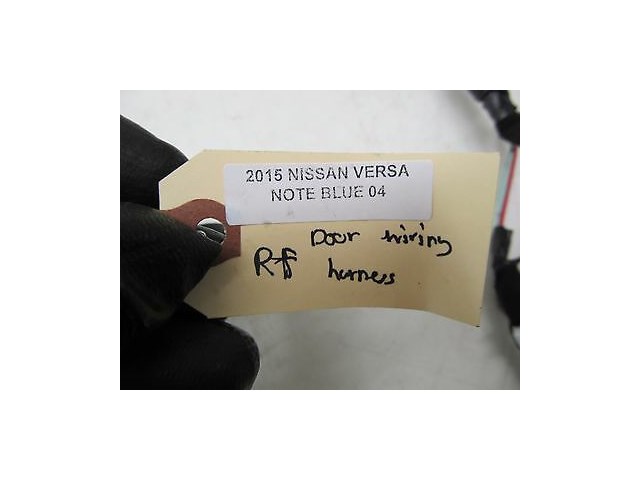 2015 NISSAN VERSA
NOTE BLUE 04
Door wiring
Rf harness